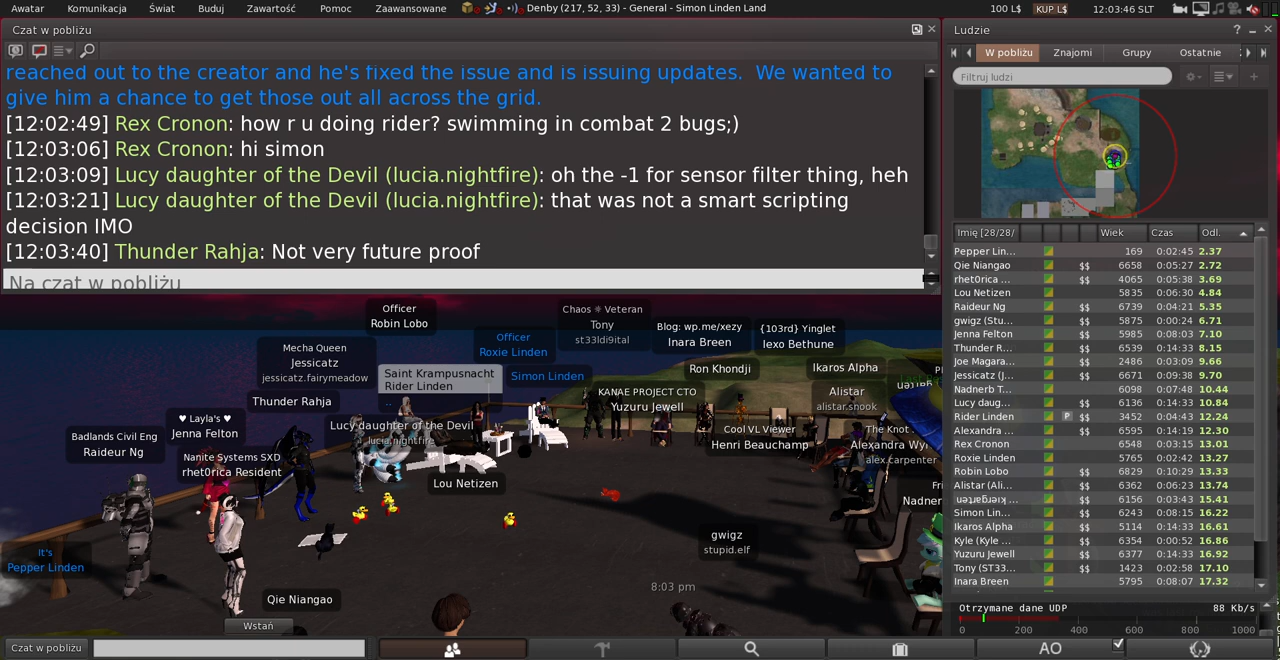 Awatar Komunikacja Świat Buduj Zawartość Pomoc Zaawansowane Denby (217, 52, 33) - General - Simon Linden Land 100 L$ KUP L$ 12:03:46 SLT
Czat w pobliżu
reached out to the creator and he's fixed the issue and is issuing updates. We wanted to
give him a chance to get those out all across the grid.
[12:02:49] Rex Cronon: how r u doing rider? swimming in combat 2 bugs;)
[12:03:06] Rex Cronon: hi simon
[12:03:09] Lucy daughter of the Devil (lucia.nightfire): oh the -1 for sensor filter thing, heh
[12:03:21] Lucy daughter of the Devil (lucia.nightfire): that was not a smart scripting
decision IMO
[12:03:40] Thunder Rahja: Not very future proof
Na czat w pobliżu
Officer
Robin Lobo
Chaos ☼ Veteran
Tony
st33ldi9ital
Blog: wp.me/xezy
Inara Breen
{103rd} Yinglet
Iexo Bethune
Officer
Roxie Linden
Mecha Queen
Jessicatz
jessicatz.fairymeadow
Saint Krampusnacht
Rider Linden
Simon Linden
Ron Khondji
Ikaros Alpha
KANAE PROJECT CTO
Yuzuru Jewell
Alistar
alistar.snook
Thunder Rahja
♥ Layla's ♥
Jenna Felton
Lucy daughter of the Devil
lucia.nightfire
Cool VL Viewer
Henri Beauchamp
The Knot
Alexandra Wyn
alex.carpenter
Badlands Civil Eng
Raideur Ng
Nanite Systems SXD
rhet0rica Resident
Lou Netizen
Nadner
gwigz
stupid.elf
It's
Pepper Linden
8:03 pm
Qie Niangao
Wstań
Ludzie
W pobliżu Znajomi Grupy Ostatnie
Filtruj ludzi
Imię [28/28/ Wiek Czas Odl.
Pepper Lin... 169 0:02:45 2.37
Qie Niangao $$ 6658 0:05:27 2.72
rhet0rica ... $$ 4065 0:05:38 3.69
Lou Netizen 5835 0:06:30 4.84
Raideur Ng $$ 6739 0:04:21 5.35
gwigz (Stu... $$ 5875 0:00:24 6.71
Jenna Felton $$ 5985 0:08:03 7.10
Thunder R... $$ 6539 0:14:33 8.15
Joe Magara... $$ 2486 0:03:09 9.66
Jessicatz (J... $$ 6671 0:09:38 9.70
Nadnerb T... 6098 0:07:48 10.44
Lucy daug... $$ 6136 0:14:33 10.84
Rider Linden P $$ 3452 0:04:43 12.24
Alexandra ... $$ 6595 0:14:19 12.30
Rex Cronon 6548 0:03:15 13.01
Roxie Linden 5765 0:02:42 13.27
Robin Lobo $$ 6829 0:10:29 13.33
Alistar (Ali... $$ 6362 0:06:23 13.74
$$ 6156 0:03:43 15.41
Simon Lin... $$ 6243 0:08:15 16.22
Ikaros Alpha $$ 5114 0:14:33 16.61
Kyle (Kyle ... $$ 6354 0:00:52 16.86
Yuzuru Jewell $$ 6377 0:14:33 16.92
Tony (ST33... $$ 1423 0:02:58 17.10
Inara Breen 5795 0:08:07 17.32
Otrzymane dane UDP 88 Kb/s
0 200 400 600 800 1000
Czat w pobliżu AO